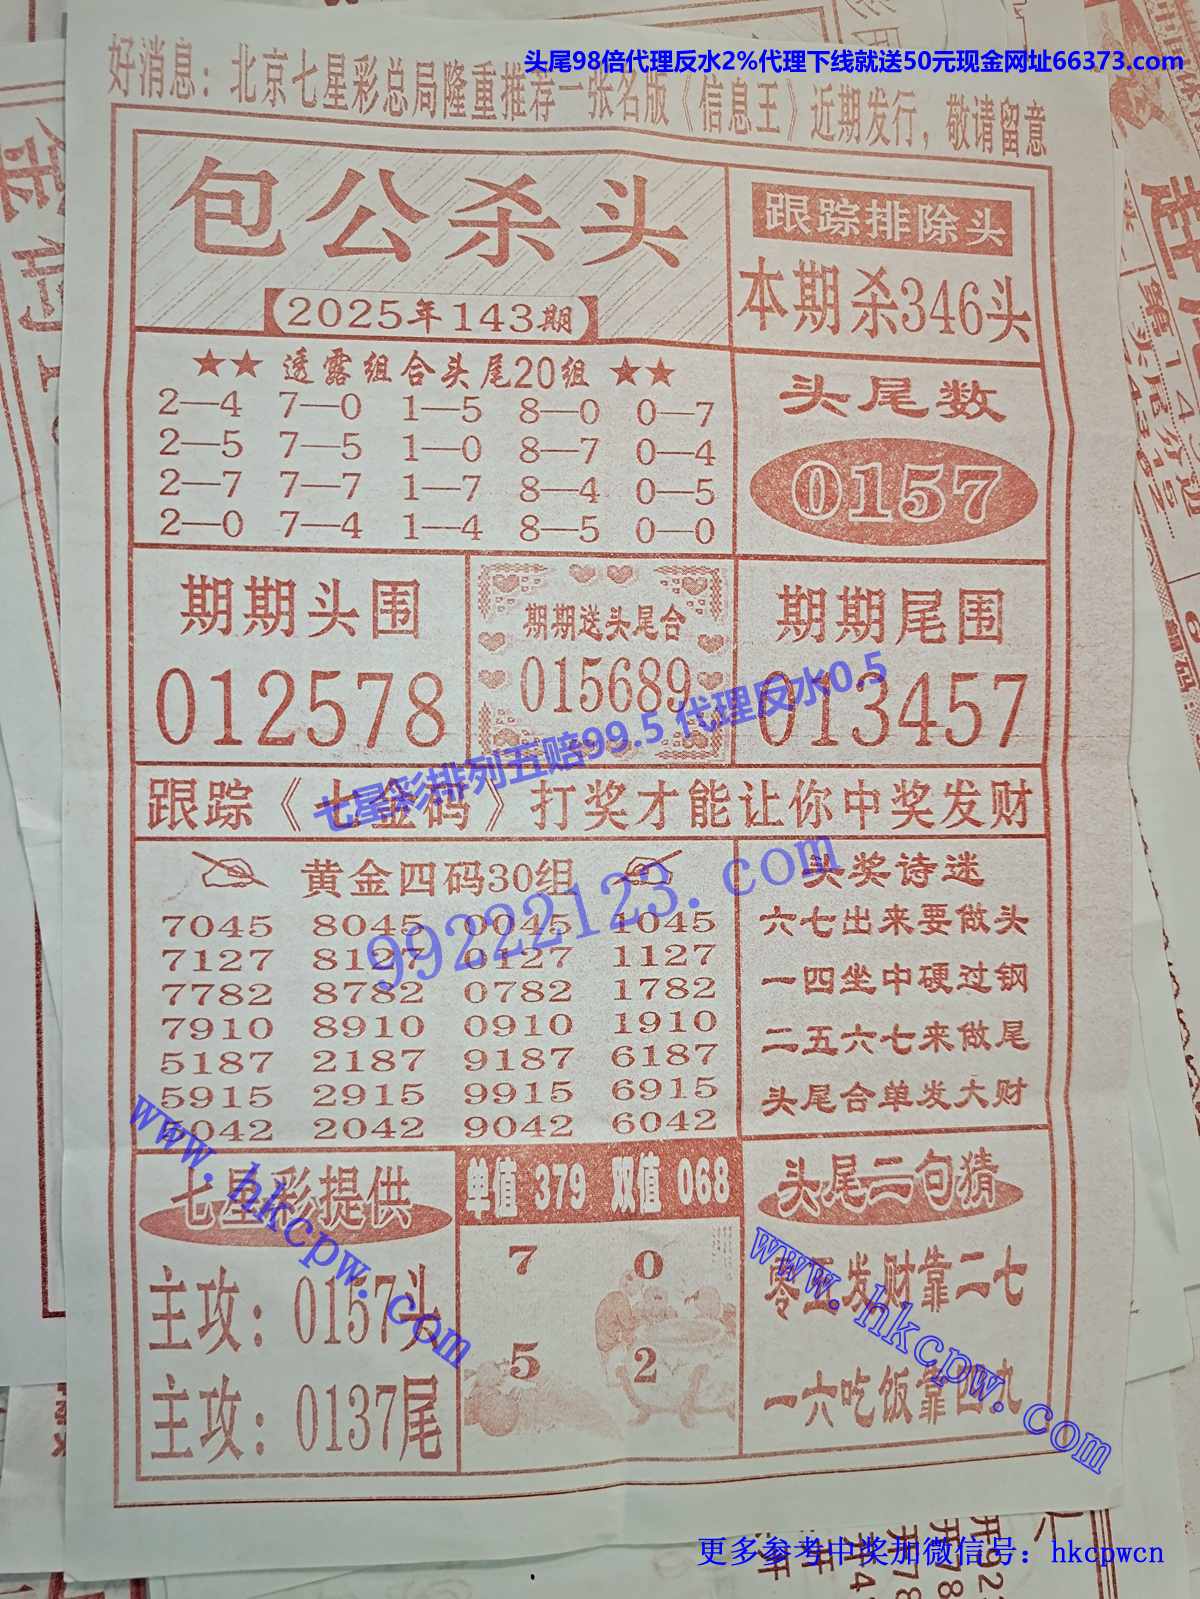 头尾98倍代理反水2%代理下线就送50元现金网址66373.com
好消息：北京七星彩总局隆重推荐一张名版《信息王》近期发行，敬请留意
包公杀头
【2025年143期】
跟踪排除头
本期杀346头
★★ 透露组合头尾20组 ★★
2—4 7—0 1—5 8—0 0—7
2—5 7—5 1—0 8—7 0—4
2—7 7—7 1—7 8—4 0—5
2—0 7—4 1—4 8—5 0—0
头尾数
0157
期期头围
012578
期期送头尾合
015689
期期尾围
013457
七星彩排列五赔99.5 代理反水0.5
跟踪《七金码》打奖才能让你中奖发财
99222123.com
黄金四码30组
7045 8045 0045 1045
7127 8127 0127 1127
7782 8782 0782 1782
7910 8910 0910 1910
5187 2187 9187 6187
5915 2915 9915 6915
5042 2042 9042 6042
头奖诗迷
六七出来要做头
一四坐中硬过钢
二五六七来做尾
头尾合单发大财
七星彩提供
主攻：0157头
主攻：0137尾
www.hkcpw.com
单值 379 双值 068
7 0
5 2
头尾二句猜
零五发财靠二七
一六吃饭靠四九
www.hkcpw.com
更多参考中奖加微信号：hkcpwcn